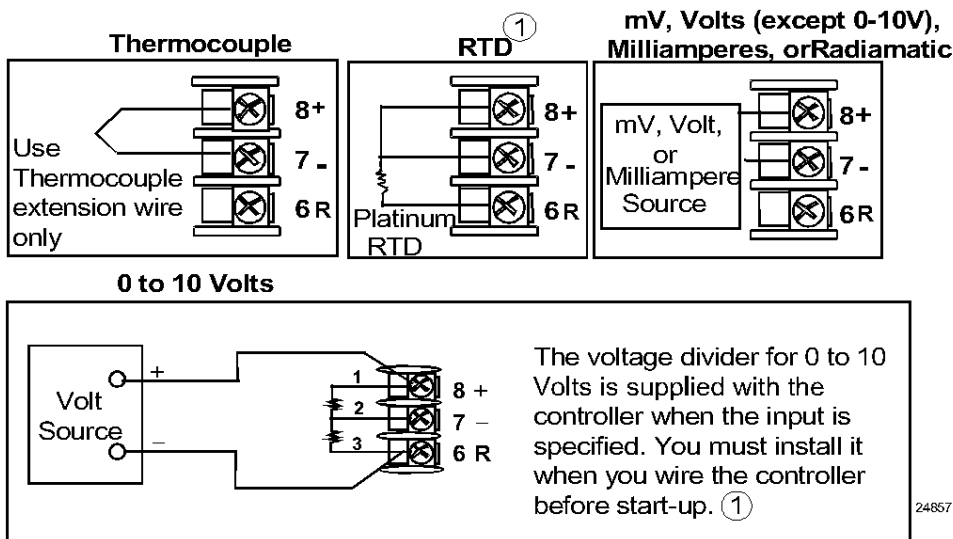 Thermocouple
8+
7 -
6 R
Use
Thermocouple
extension wire
only
RTD 1
8+
7 -
6 R
Platinum
RTD
mV, Volts (except 0-10V),
Milliamperes, orRadiamatic
mV, Volt,
or
Milliampere
Source
8+
7 -
6 R
0 to 10 Volts
Volt
Source
+
–
1
2
3
8 +
7 –
6 R
The voltage divider for 0 to 10
Volts is supplied with the
controller when the input is
specified. You must install it
when you wire the controller
before start-up. 1
24857